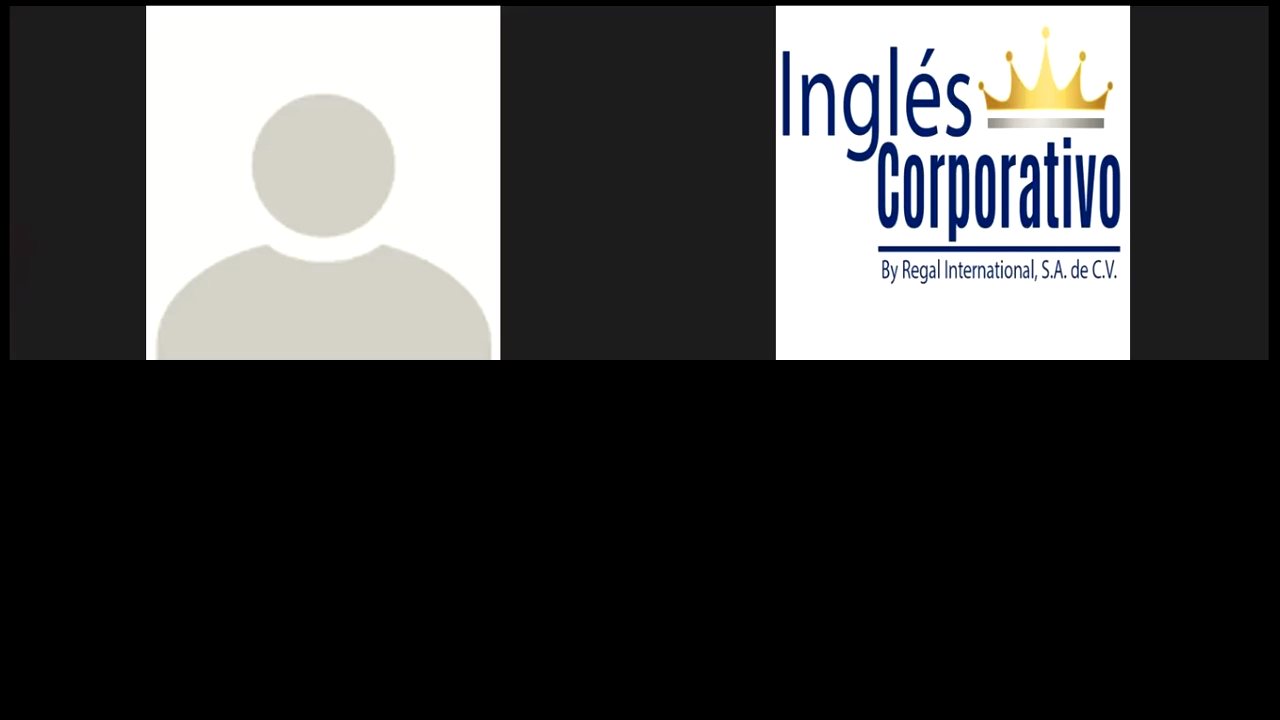 Inglés
Corporativo
By Regal International, S.A. de C.V.